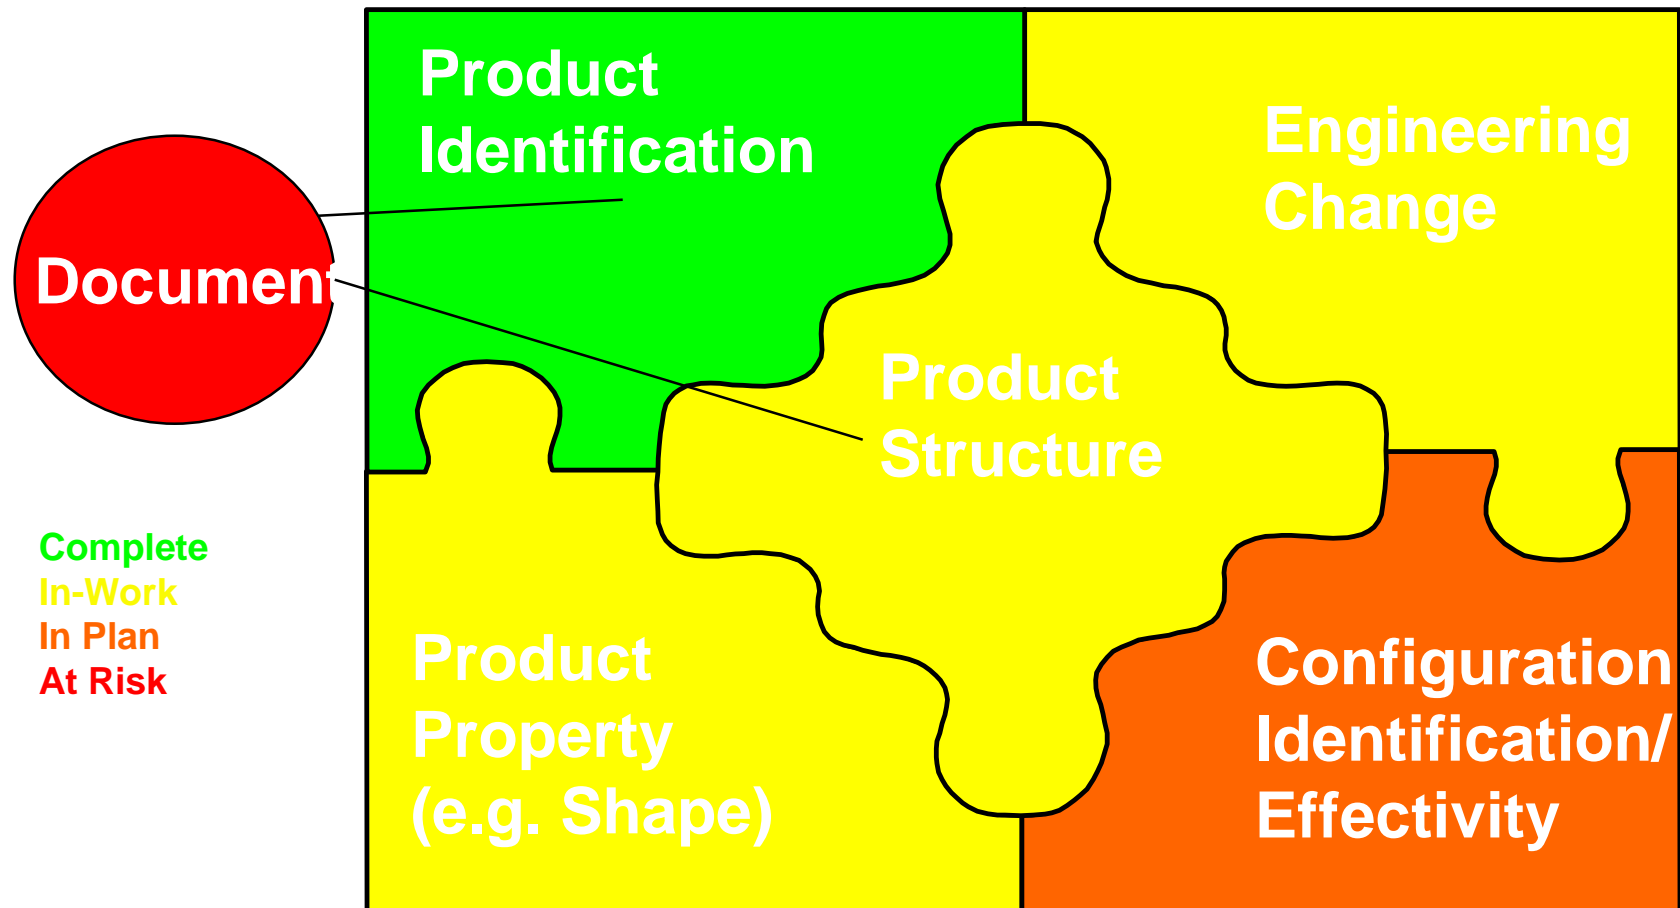 Product
Identification
Engineering
Change
Document
Product
Structure
Complete
In-Work
In Plan
At Risk
Product
Property
(e.g. Shape)
Configuration
Identification/
Effectivity